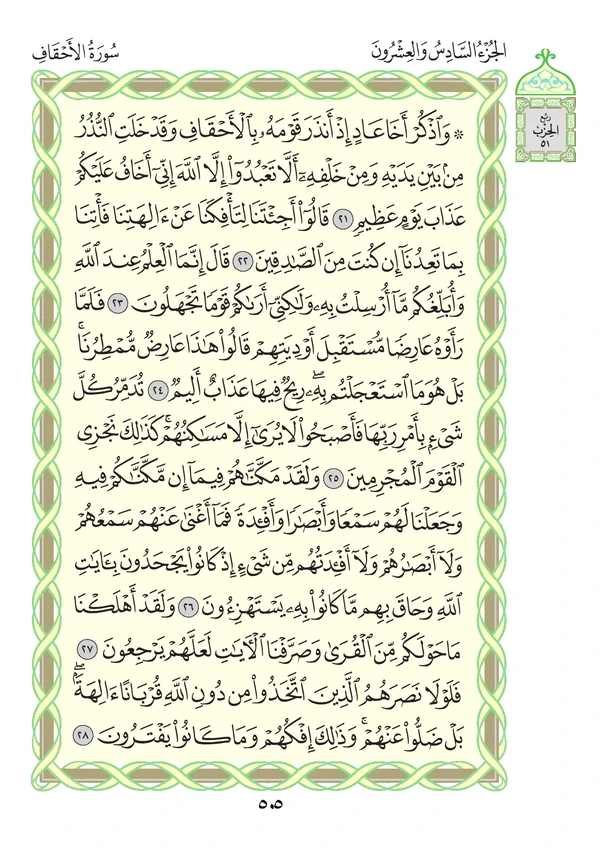 الجُزْءُ السَّادِسُ وَالعِشْرُونَ
سُورَةُ الأَحْقَافِ
رُبْعُ
الحِزْبِ
٥١
۞ وَٱذْكُرْ أَخَا عَادٍ إِذْ أَنذَرَ قَوْمَهُۥ بِٱلْأَحْقَافِ وَقَدْ خَلَتِ ٱلنُّذُرُ
مِنۢ بَيْنِ يَدَيْهِ وَمِنْ خَلْفِهِۦٓ أَلَّا تَعْبُدُوٓا۟ إِلَّا ٱللَّهَ إِنِّىٓ أَخَافُ عَلَيْكُمْ
عَذَابَ يَوْمٍ عَظِيمٍ ٢١ قَالُوٓا۟ أَجِئْتَنَا لِتَأْفِكَنَا عَنْ ءَالِهَتِنَا فَأْتِنَا
بِمَا تَعِدُنَآ إِن كُنتَ مِنَ ٱلصَّـٰدِقِينَ ٢٢ قَالَ إِنَّمَا ٱلْعِلْمُ عِندَ ٱللَّهِ
وَأُبَلِّغُكُم مَّآ أُرْسِلْتُ بِهِۦ وَلَـٰكِنِّىٓ أَرَىٰكُمْ قَوْمًا تَجْهَلُونَ ٢٣ فَلَمَّا
رَأَوْهُ عَارِضًا مُّسْتَقْبِلَ أَوْدِيَتِهِمْ قَالُوا۟ هَـٰذَا عَارِضٌ مُّمْطِرُنَا ۚ
بَلْ هُوَ مَا ٱسْتَعْجَلْتُم بِهِۦ ۖ رِيحٌ فِيهَا عَذَابٌ أَلِيمٌ ٢٤ تُدَمِّرُ كُلَّ
شَىْءٍۭ بِأَمْرِ رَبِّهَا فَأَصْبَحُوا۟ لَا يُرَىٰٓ إِلَّا مَسَـٰكِنُهُمْ ۚ كَذَٰلِكَ نَجْزِى
ٱلْقَوْمَ ٱلْمُجْرِمِينَ ٢٥ وَلَقَدْ مَكَّنَّـٰهُمْ فِيمَآ إِن مَّكَّنَّـٰكُمْ فِيهِ
وَجَعَلْنَا لَهُمْ سَمْعًا وَأَبْصَـٰرًا وَأَفْـِٔدَةً فَمَآ أَغْنَىٰ عَنْهُمْ سَمْعُهُمْ
وَلَآ أَبْصَـٰرُهُمْ وَلَآ أَفْـِٔدَتُهُم مِّن شَىْءٍ إِذْ كَانُوا۟ يَجْحَدُونَ بِـَٔايَـٰتِ
ٱللَّهِ وَحَاقَ بِهِم مَّا كَانُوا۟ بِهِۦ يَسْتَهْزِءُونَ ٢٦ وَلَقَدْ أَهْلَكْنَا
مَا حَوْلَكُم مِّنَ ٱلْقُرَىٰ وَصَرَّفْنَا ٱلْـَٔايَـٰتِ لَعَلَّهُمْ يَرْجِعُونَ ٢٧
فَلَوْلَا نَصَرَهُمُ ٱلَّذِينَ ٱتَّخَذُوا۟ مِن دُونِ ٱللَّهِ قُرْبَانًا ءَالِهَةًۢ ۖ
بَلْ ضَلُّوا۟ عَنْهُمْ ۚ وَذَٰلِكَ إِفْكُهُمْ وَمَا كَانُوا۟ يَفْتَرُونَ ٢٨
٥٠٥